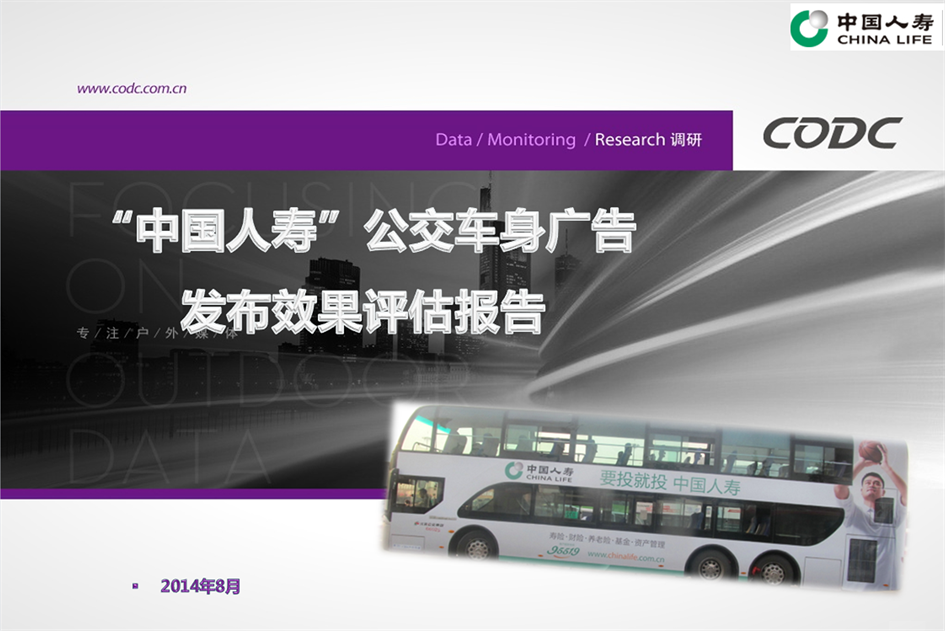 中国人寿
CHINA LIFE
www.codc.com.cn
Data / Monitoring / Research 调研
CODC
FOCUSING
ON
OUTDOOR
DATA
“中国人寿”公交车身广告
发布效果评估报告
专 / 注 / 户 / 外 / 媒 / 体
中国人寿
CHINA LIFE
要投就投 中国人寿
寿险·财险·养老险·基金·资产管理
95519 www.chinalife.com.cn
2014年8月